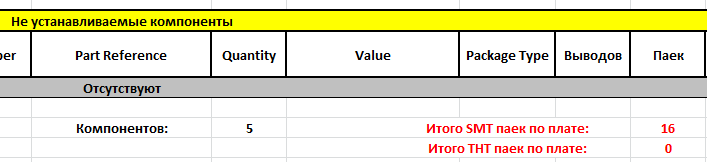 Не устанавливаемые компоненты
Part Reference Quantity Value Package Type Выводов Паек
Отсутствуют
Компонентов: 5 Итого SMT паек по плате: 16
Итого THT паек по плате: 0